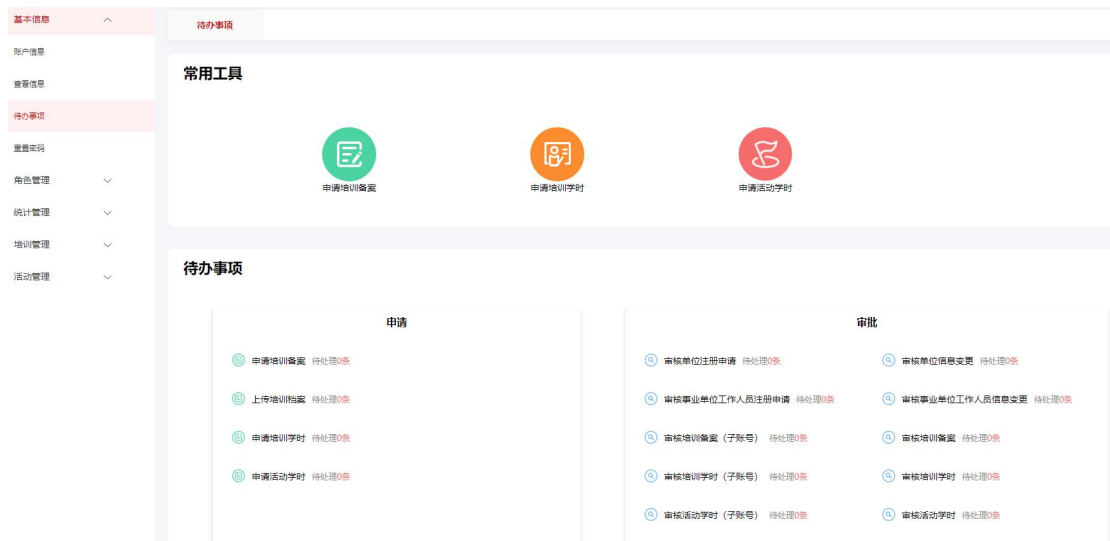 基本信息
账户信息
查看信息
待办事项
重置密码
角色管理
统计管理
培训管理
活动管理
待办事项
常用工具
申请培训备案
申请培训学时
申请活动学时
待办事项
申请
申请培训备案 待处理0条
上传培训档案 待处理0条
申请培训学时 待处理0条
申请活动学时 待处理0条
审批
审核单位注册申请 待处理0条 审核单位信息变更 待处理0条
审核事业单位工作人员注册申请 待处理0条 审核事业单位工作人员信息变更 待处理0条
审核培训备案（子账号） 待处理0条 审核培训备案 待处理0条
审核培训学时（子账号） 待处理0条 审核培训学时 待处理0条
审核活动学时（子账号） 待处理0条 审核活动学时 待处理0条